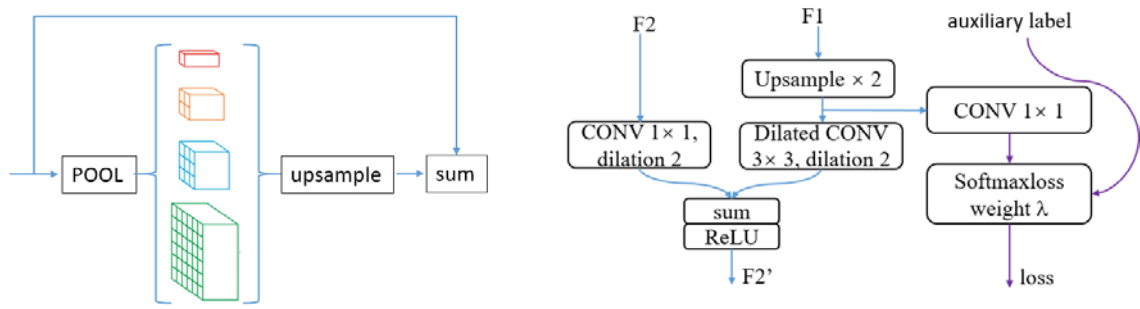 POOL
upsample
sum
F2
F1
auxiliary label
Upsample × 2
CONV 1× 1,
dilation 2
Dilated CONV
3× 3, dilation 2
CONV 1× 1
Softmaxloss
weight λ
sum
ReLU
F2’
loss